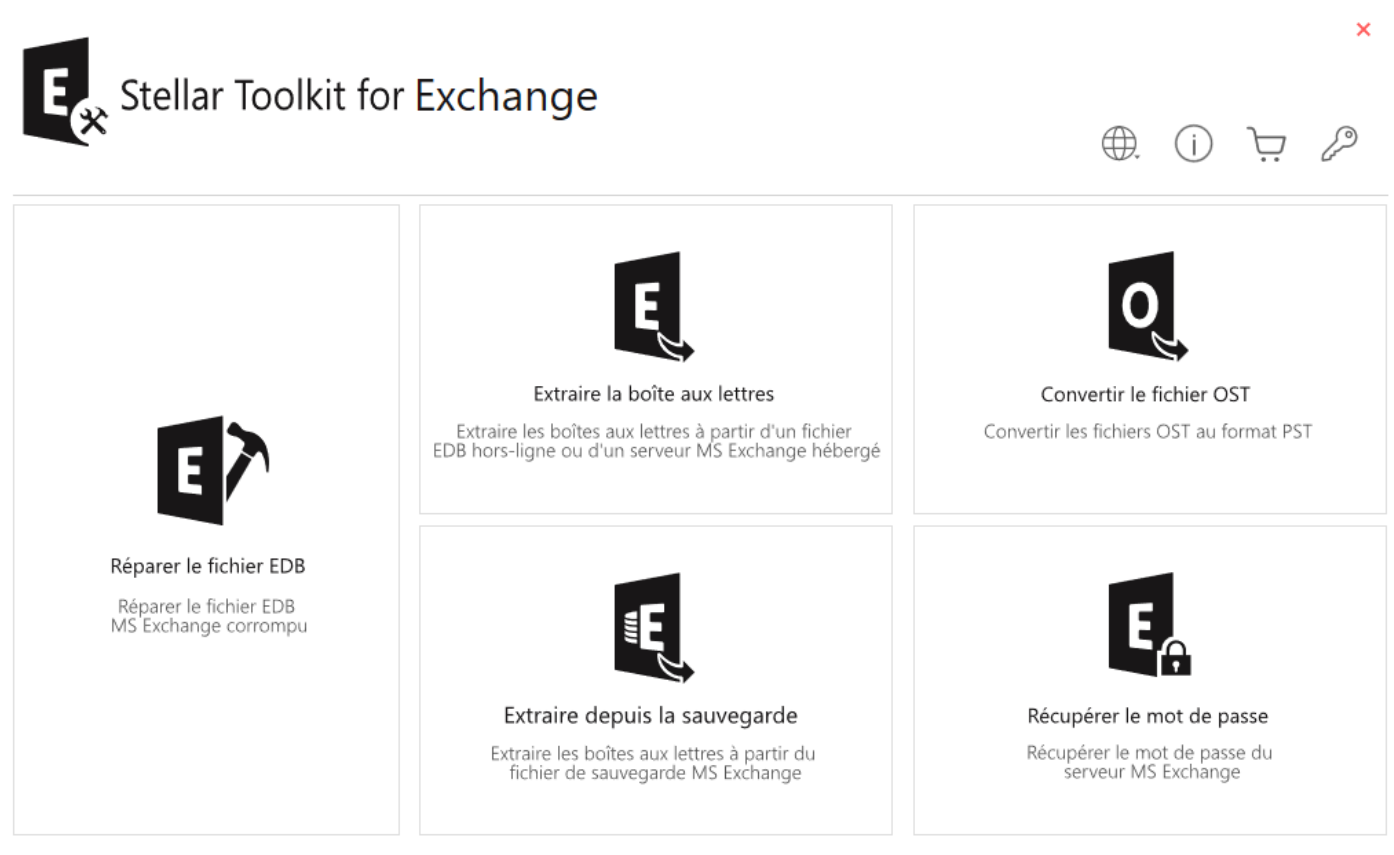 Stellar Toolkit for Exchange
Réparer le fichier EDB
Réparer le fichier EDB
MS Exchange corrompu
Extraire la boîte aux lettres
Extraire les boîtes aux lettres à partir d'un fichier
EDB hors-ligne ou d'un serveur MS Exchange hébergé
Convertir le fichier OST
Convertir les fichiers OST au format PST
Extraire depuis la sauvegarde
Extraire les boîtes aux lettres à partir du
fichier de sauvegarde MS Exchange
Récupérer le mot de passe
Récupérer le mot de passe du
serveur MS Exchange